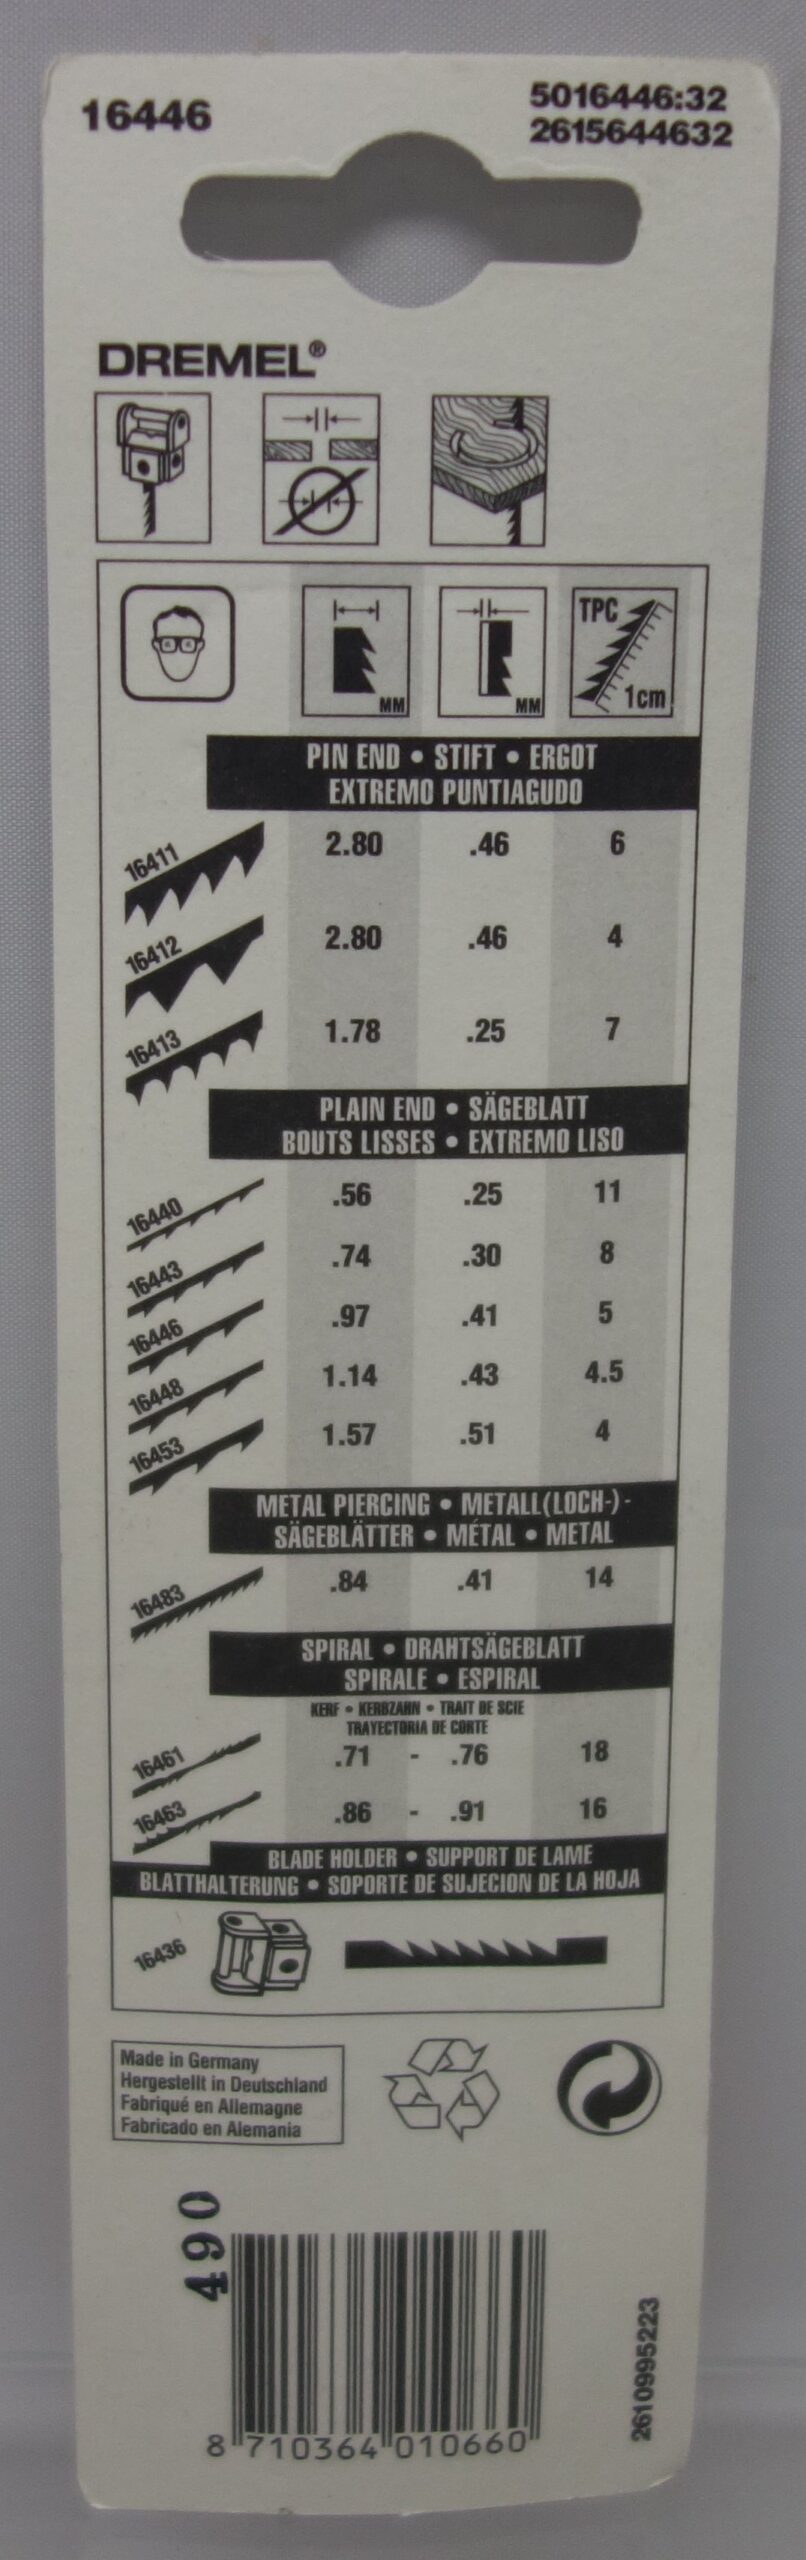 16446
5016446:32
2615644632
DREMEL®
MM MM TPC 1cm
PIN END • STIFT • ERGOT
EXTREMO PUNTIAGUDO
16411 2.80 .46 6
16412 2.80 .46 4
16413 1.78 .25 7
PLAIN END • SÄGEBLATT
BOUTS LISSES • EXTREMO LISO
16440 .56 .25 11
16443 .74 .30 8
16446 .97 .41 5
16448 1.14 .43 4.5
16453 1.57 .51 4
METAL PIERCING • METALL(LOCH-)-
SÄGEBLÄTTER • MÉTAL • METAL
16483 .84 .41 14
SPIRAL • DRAHTSÄGEBLATT
SPIRALE • ESPIRAL
KERF • KERBZAHN • TRAIT DE SCIE
TRAYECTORIA DE CORTE
16461 .71 - .76 18
16463 .86 - .91 16
BLADE HOLDER • SUPPORT DE LAME
BLATTHALTERUNG • SOPORTE DE SUJECION DE LA HOJA
16436
Made in Germany
Hergestellt in Deutschland
Fabriqué en Allemagne
Fabricado en Alemania
490
2610995223
8 710364 010660